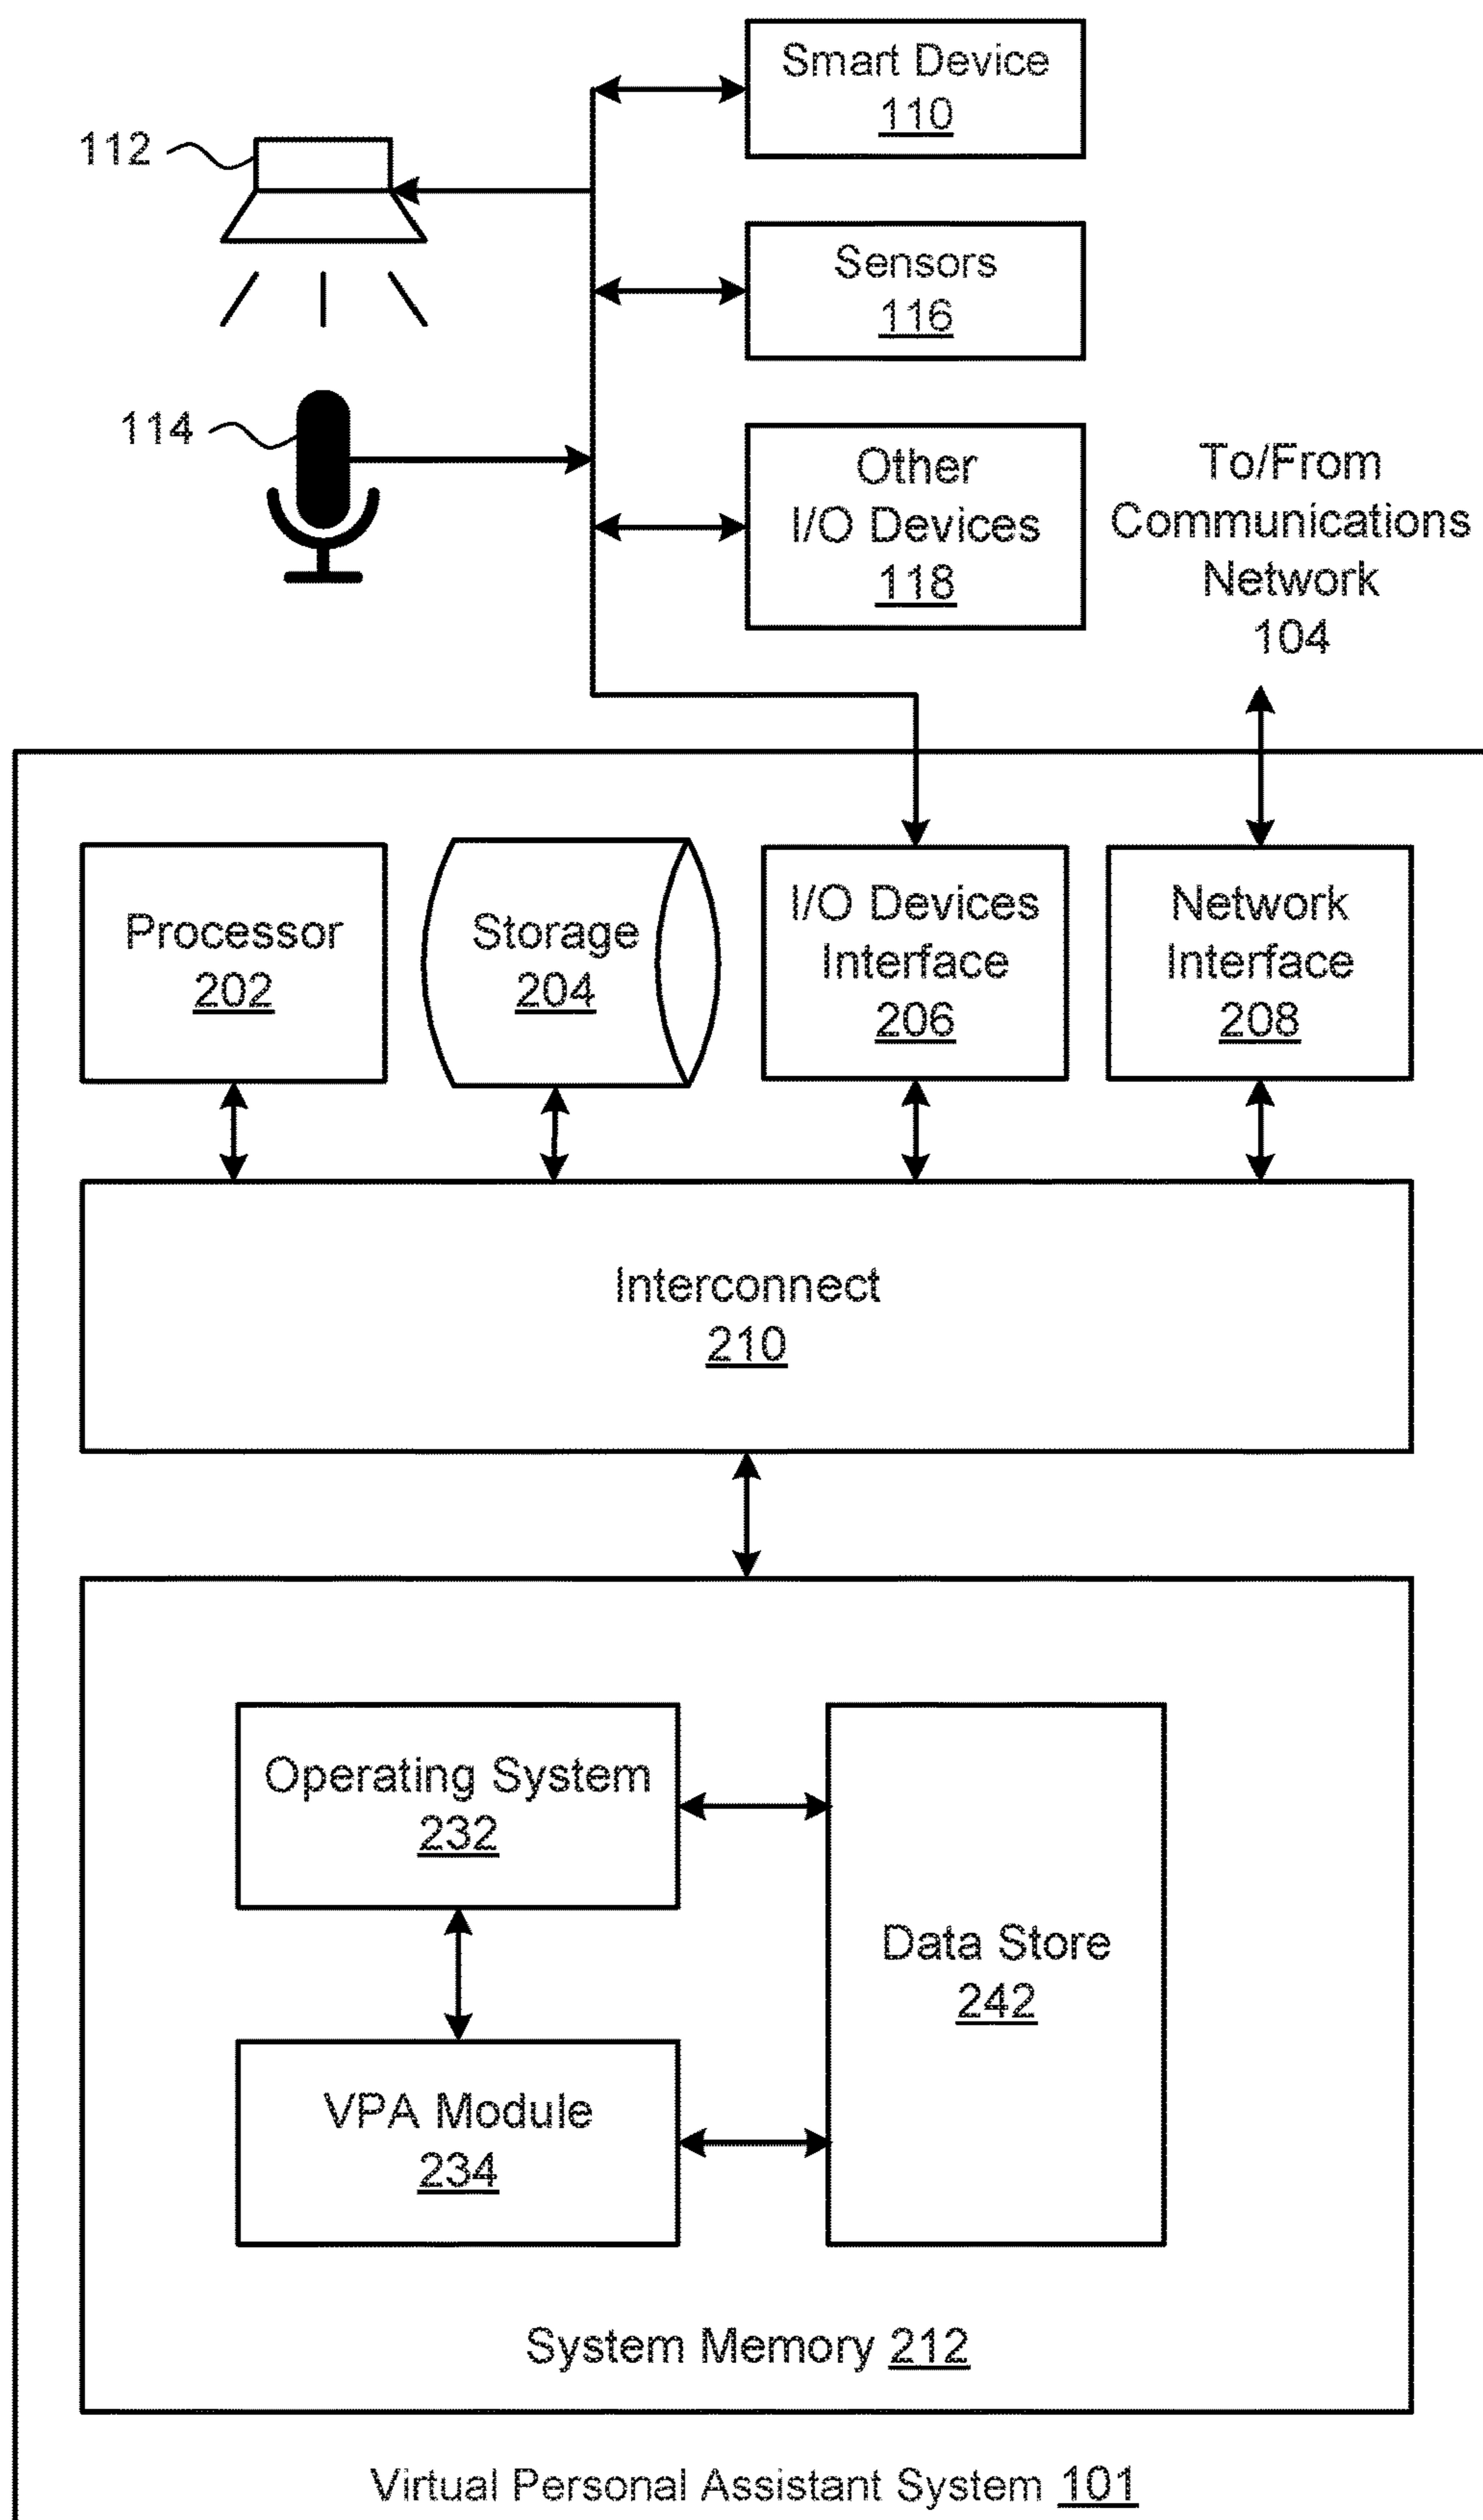 Smart Device
110
112
Sensors
116
114
Other
I/O Devices
118
To/From
Communications
Network
104
Processor
202
Storage
204
I/O Devices
Interface
206
Network
Interface
208
Interconnect
210
Operating System
232
Data Store
242
VPA Module
234
System Memory 212
Virtual Personal Assistant System 101